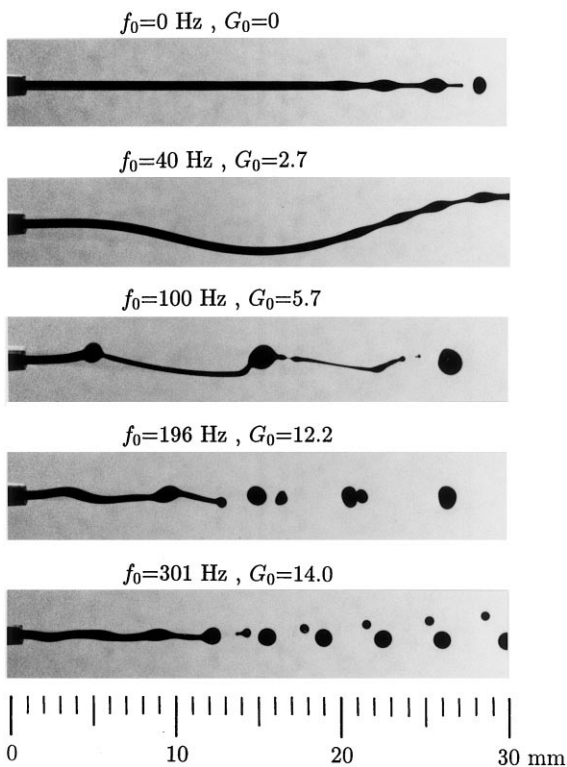 f₀=0 Hz , G₀=0
f₀=40 Hz , G₀=2.7
f₀=100 Hz , G₀=5.7
f₀=196 Hz , G₀=12.2
f₀=301 Hz , G₀=14.0
0 10 20 30 mm